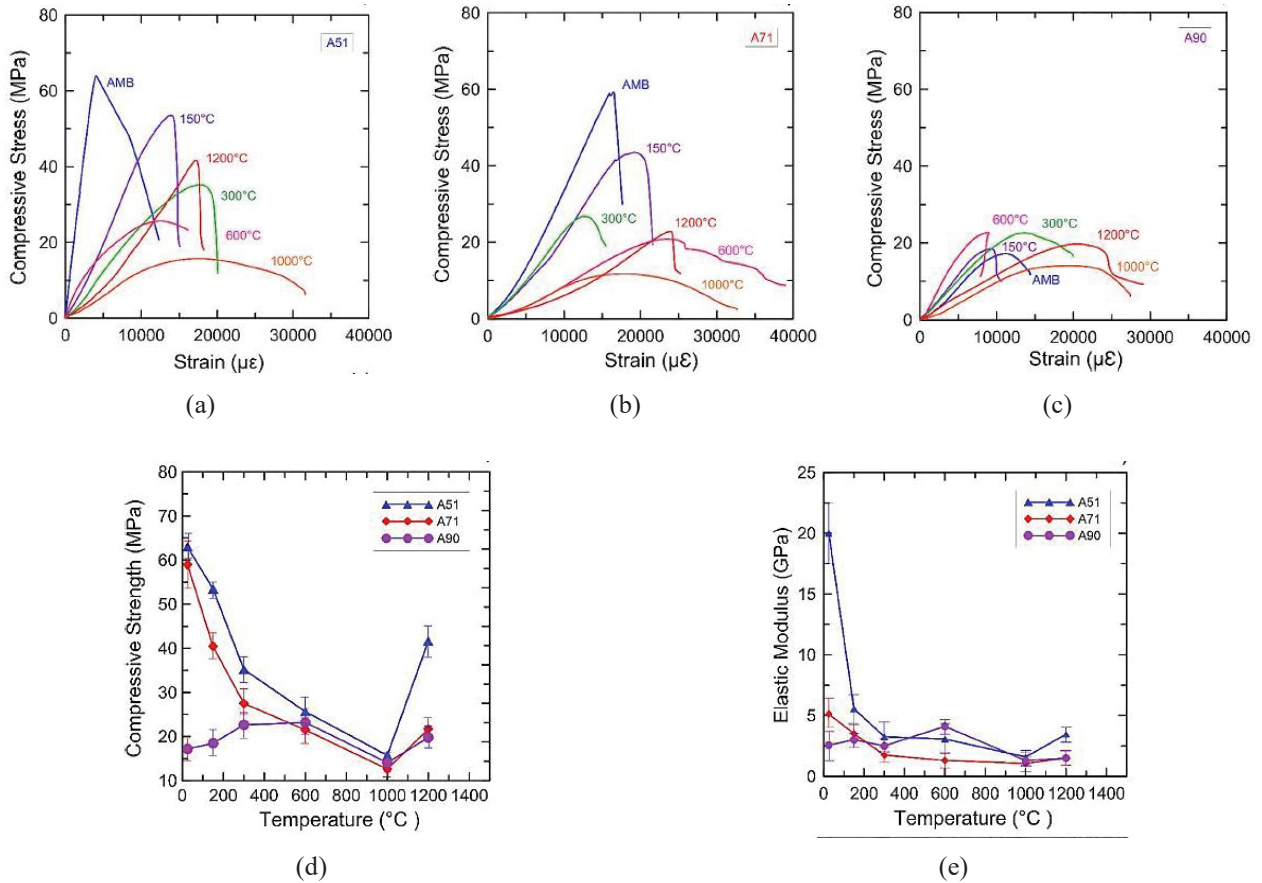 A51
Compressive Stress (MPa)
80
60
40
20
0
AMB
150°C
1200°C
300°C
600°C
1000°C
0 10000 20000 30000 40000
Strain (με)
(a)
A71
Compressive Stress (MPa)
80
60
40
20
0
AMB
150°C
300°C
1200°C
600°C
1000°C
0 10000 20000 30000 40000
Strain (μƐ)
(b)
A90
Compressive Stress (MPa)
80
60
40
20
0
600°C
300°C
150°C
1200°C
AMB
1000°C
0 10000 20000 30000 40000
Strain (μƐ)
(c)
Compressive Strength (MPa)
80
70
60
50
40
30
20
10
A51
A71
A90
0 200 400 600 800 1000 1200 1400
Temperature (°C )
(d)
Elastic Modulus (GPa)
25
20
15
10
5
0
A51
A71
A90
0 200 400 600 800 1000 1200 1400
Temperature (°C )
(e)